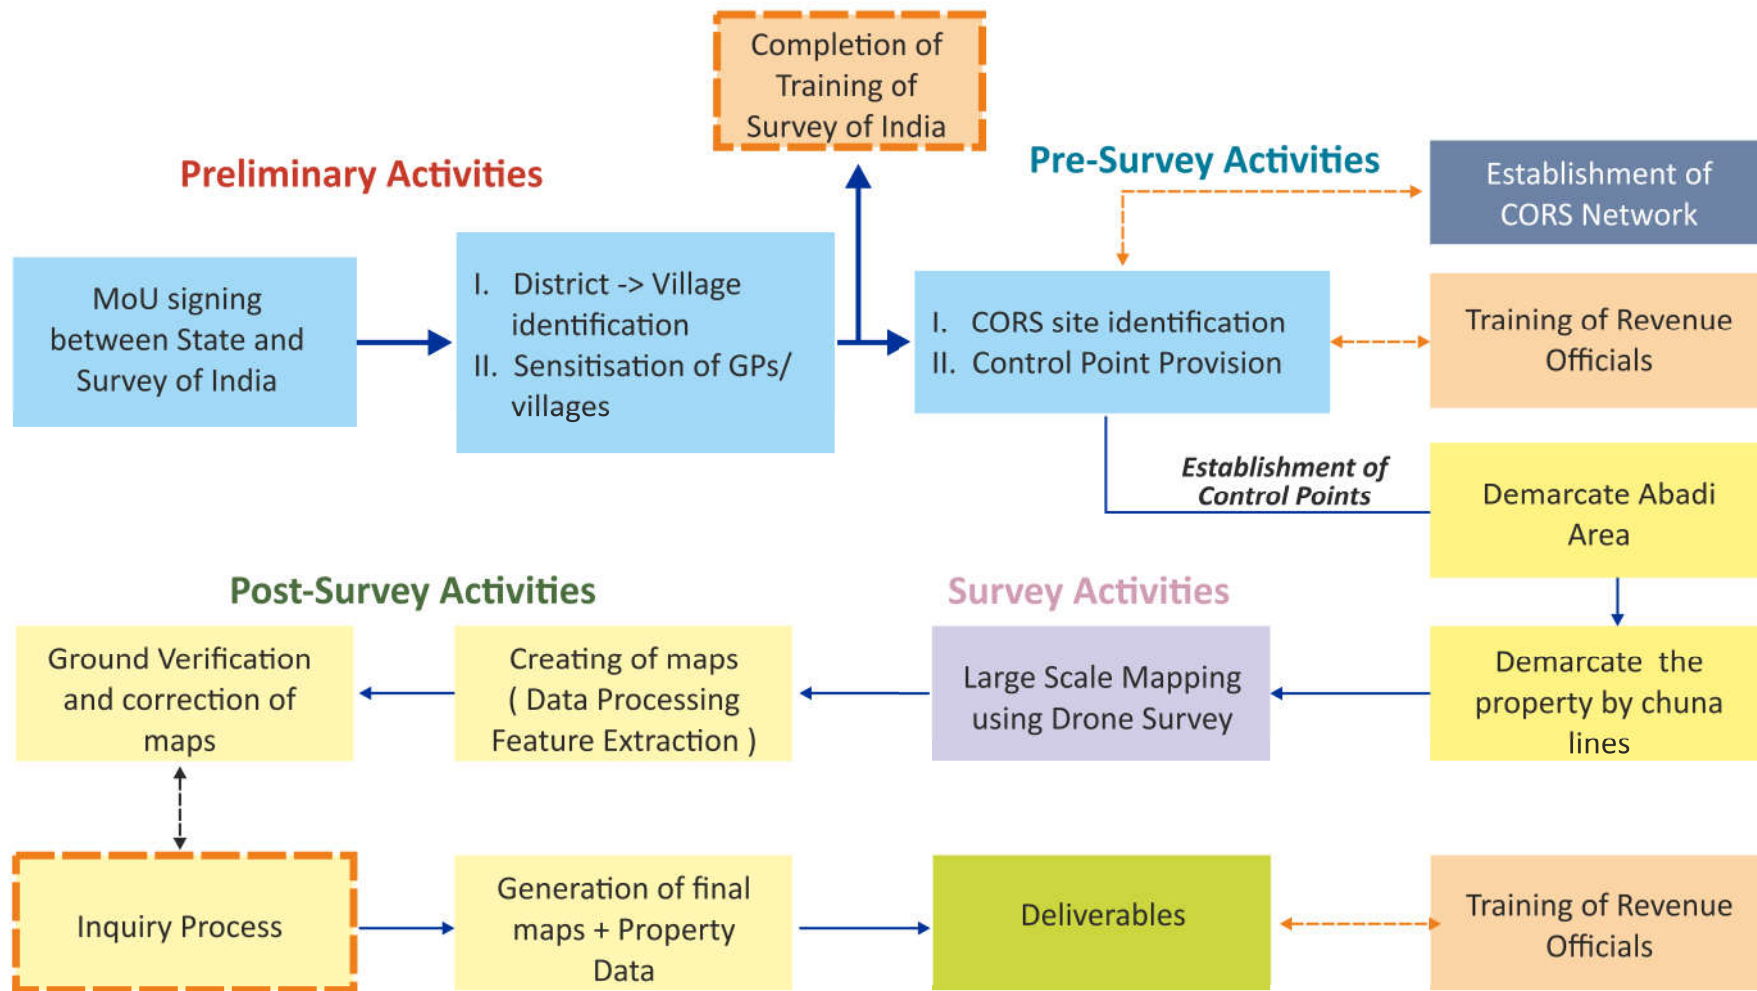 Completion of
Training of
Survey of India
Preliminary Activities
Pre-Survey Activities
Establishment of
CORS Network
MoU signing
between State and
Survey of India
I. District -> Village
identification
II. Sensitisation of GPs/
villages
I. CORS site identification
II. Control Point Provision
Training of Revenue
Officials
Establishment of
Control Points
Demarcate Abadi
Area
Post-Survey Activities
Survey Activities
Ground Verification
and correction of
maps
Creating of maps
( Data Processing
Feature Extraction )
Large Scale Mapping
using Drone Survey
Demarcate the
property by chuna
lines
Inquiry Process
Generation of final
maps + Property
Data
Deliverables
Training of Revenue
Officials